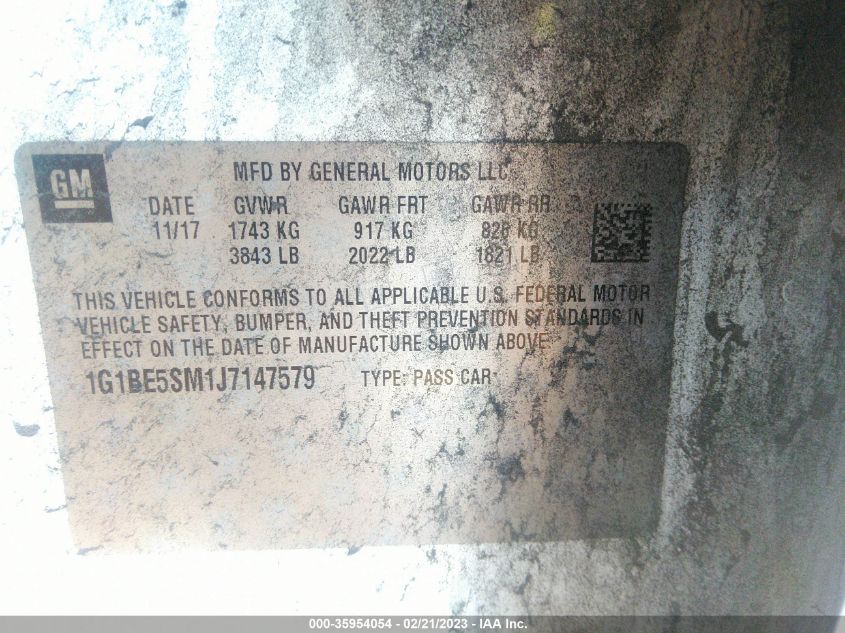 GM
MFD BY GENERAL MOTORS LLC
DATE GVWR GAWR FRT GAWR RR
11/17 1743 KG 917 KG 826 KG
3843 LB 2022 LB 1821 LB
THIS VEHICLE CONFORMS TO ALL APPLICABLE U.S. FEDERAL MOTOR
VEHICLE SAFETY, BUMPER, AND THEFT PREVENTION STANDARDS IN
EFFECT ON THE DATE OF MANUFACTURE SHOWN ABOVE
1G1BE5SM1J7147579 TYPE: PASS CAR
000-35954054 - 02/21/2023 - IAA Inc.